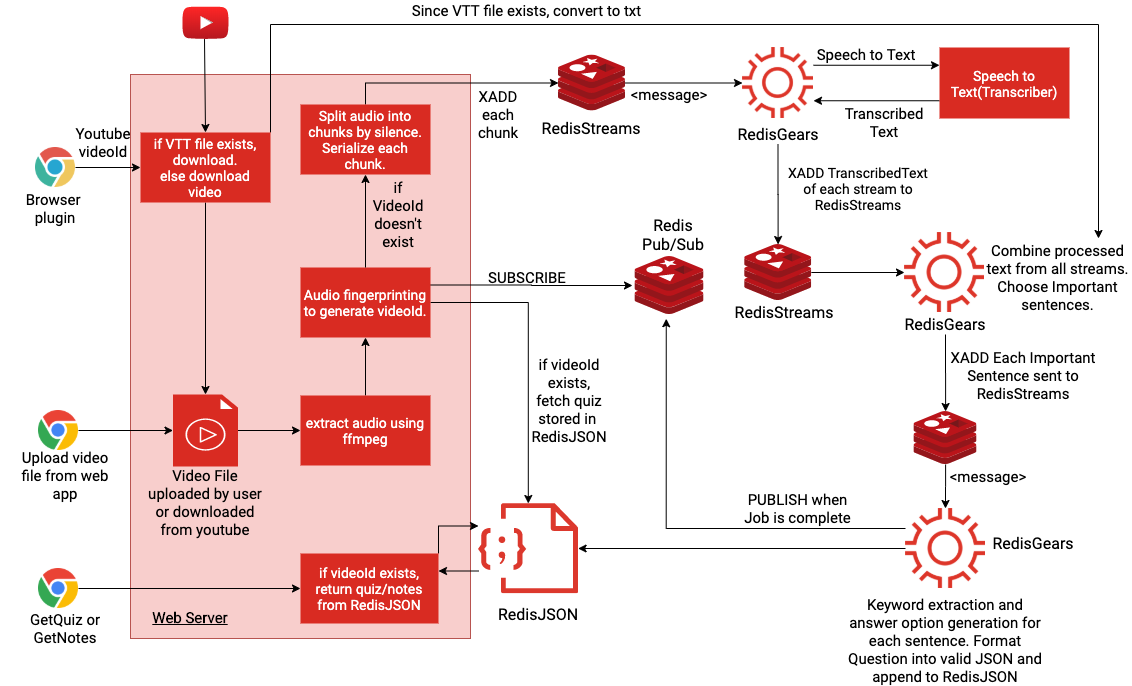 Since VTT file exists, convert to txt
Youtube
videoId
Browser
plugin
if VTT file exists,
download.
else download
video
Split audio into
chunks by silence.
Serialize each
chunk.
XADD
each
chunk
RedisStreams
<message>
RedisGears
Speech to Text
Transcribed
Text
Speech to
Text(Transcriber)
if
VideoId
doesn't
exist
XADD TranscribedText
of each stream to
RedisStreams
Redis
Pub/Sub
SUBSCRIBE
Audio fingerprinting
to generate videoId.
RedisStreams
RedisGears
Combine processed
text from all streams.
Choose Important
sentences.
if videoId
exists,
fetch quiz
stored in
RedisJSON
XADD Each Important
Sentence sent to
RedisStreams
Upload video
file from web
app
Video File
uploaded by user
or downloaded
from youtube
extract audio using
ffmpeg
<message>
PUBLISH when
Job is complete
RedisGears
GetQuiz or
GetNotes
Web Server
if videoId exists,
return quiz/notes
from RedisJSON
{;}
RedisJSON
Keyword extraction and
answer option generation for
each sentence. Format
Question into valid JSON and
append to RedisJSON